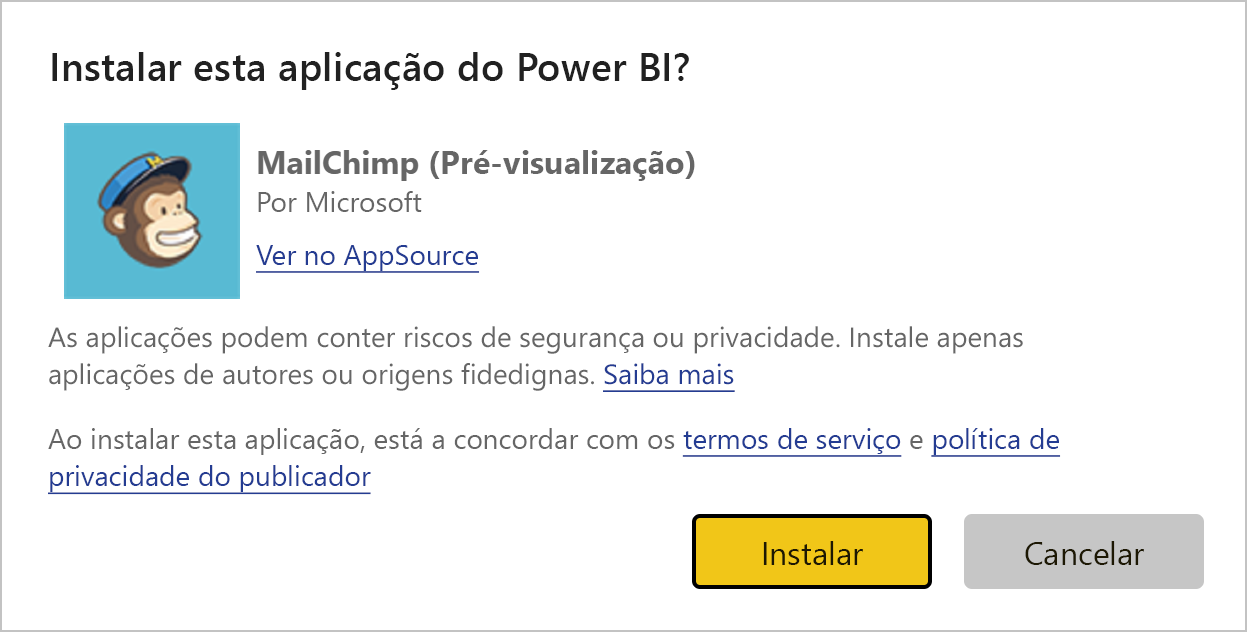 Instalar esta aplicação do Power BI?
MailChimp (Pré-visualização)
Por Microsoft
Ver no AppSource
As aplicações podem conter riscos de segurança ou privacidade. Instale apenas
aplicações de autores ou origens fidedignas. Saiba mais
Ao instalar esta aplicação, está a concordar com os termos de serviço e política de
privacidade do publicador
Instalar
Cancelar